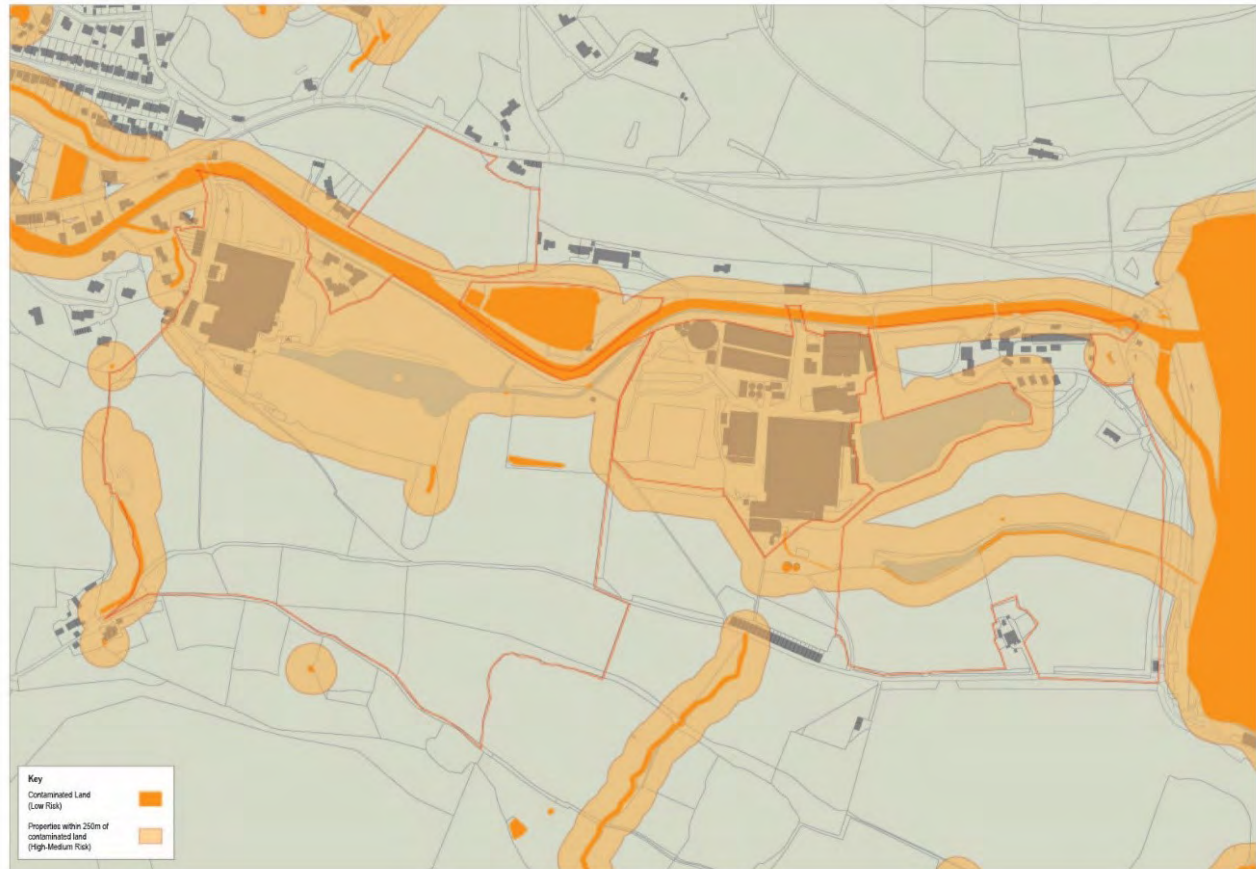 Key
Contaminated Land
(Low Risk)
Properties within 250m of
contaminated land
(High-Medium Risk)